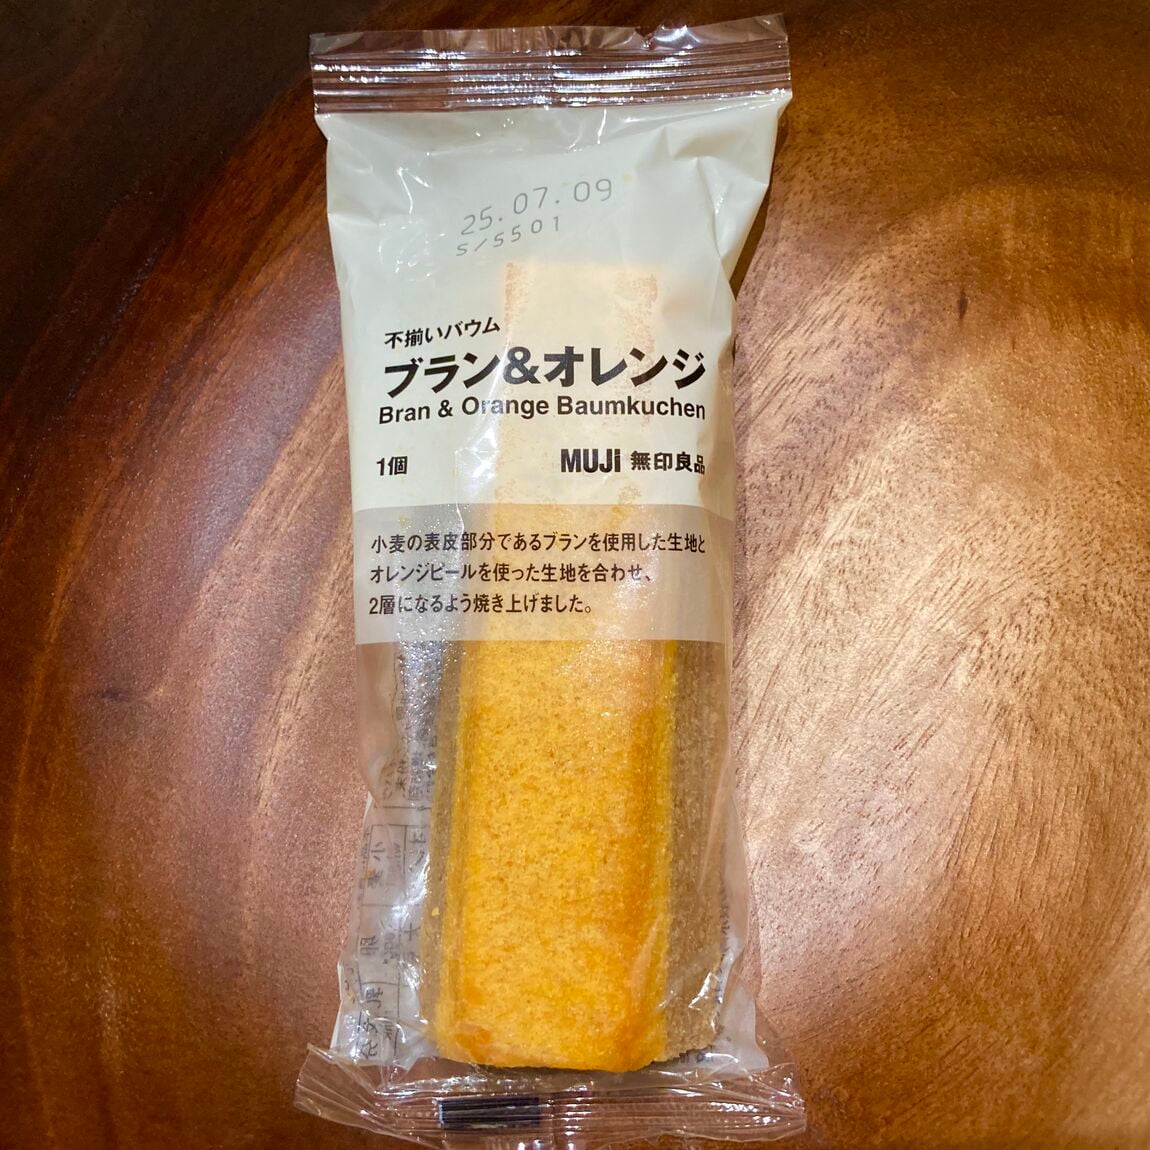 25.07.09
S/S501
不揃いバウム
ブラン&オレンジ
Bran & Orange Baumkuchen
1個
MUJI 無印良品
小麦の表皮部分であるブランを使用した生地と
オレンジピールを使った生地を合わせ、
2層になるよう焼き上げました。